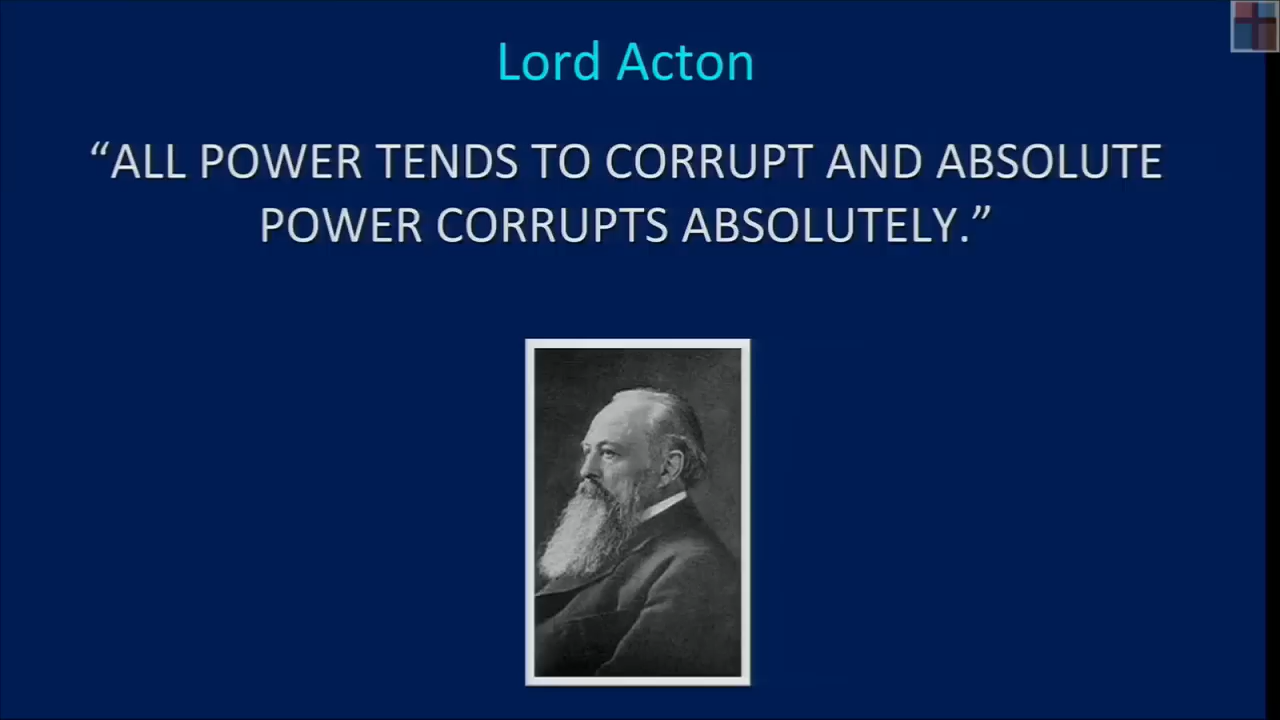 Lord Acton
“ALL POWER TENDS TO CORRUPT AND ABSOLUTE
POWER CORRUPTS ABSOLUTELY.”